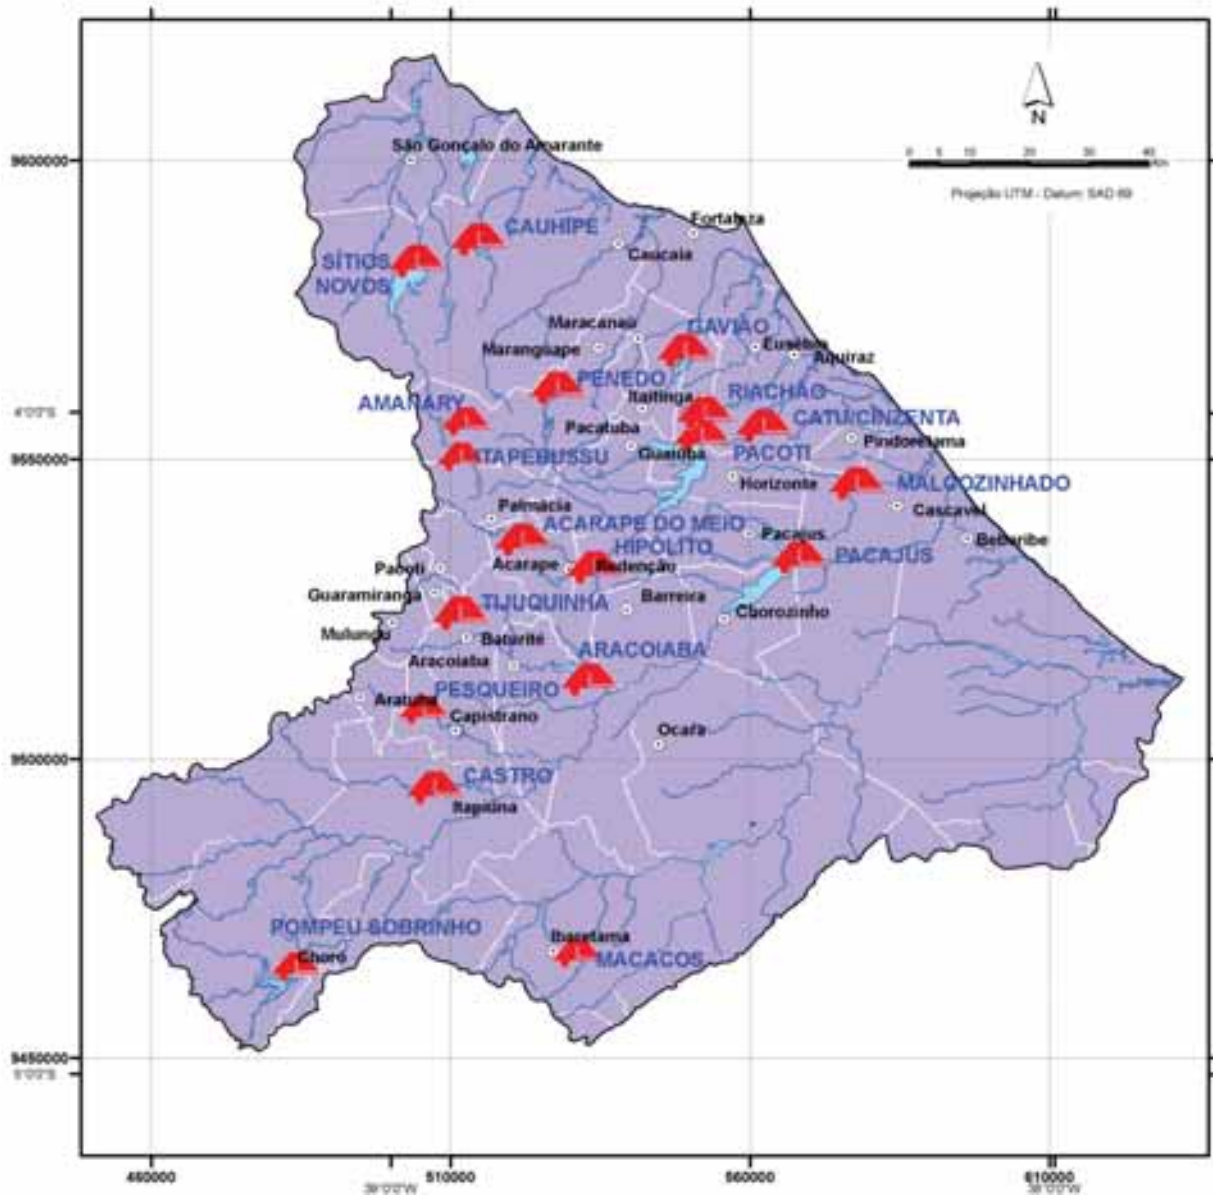 N
0 5 10 20 30 40
Km
Projeção UTM - Datum: SAD 69
9600000
São Gonçalo do Amarante
CAUHIPE
Fortaleza
Caucaia
SÍTIOS
NOVOS
Maracanaú
GAVIÃO
Maranguape
Eusébio
Aquiraz
PENEDO
Itaitinga
RIACHÃO
AMANARY
4°0'0"S
Pacatuba
CATU/CINZENTA
Pindoretama
Guaiúba
PACOTI
9550000
ITAPEBUSSU
Horizonte
MALCOZINHADO
Cascavel
Palmácia
ACARAPE DO MEIO
Pacajus
Beberibe
HIPÓLITO
PACAJUS
Acarape
Redenção
Pacoti
Guaramiranga
TIJUQUINHA
Barreira
Chorozinho
Mulungu
Baturité
ARACOIABA
Aracoiaba
PESQUEIRO
Aratuba
Capistrano
Ocara
9500000
CASTRO
Itapiúna
POMPEU SOBRINHO
Choró
Ibaretama
MACACOS
9450000
5°0'0"S
460000
510000
560000
610000
39°0'0"W
38°0'0"W